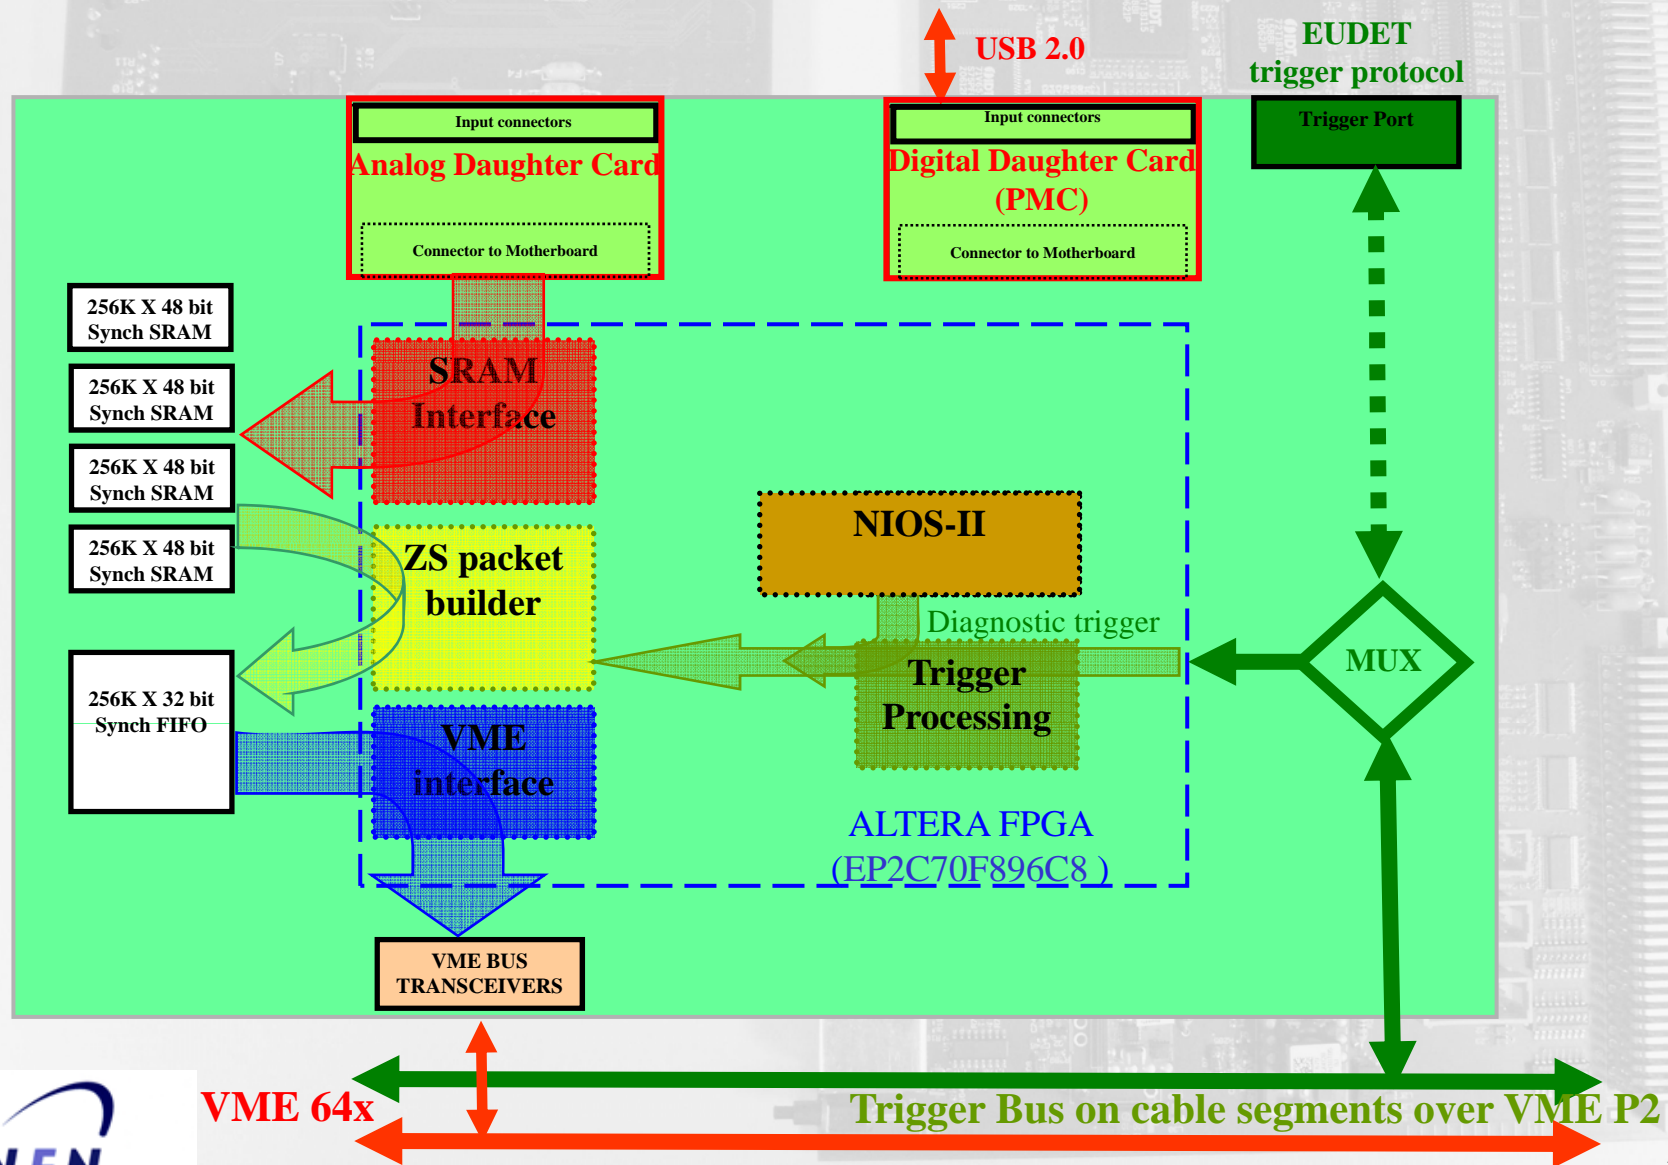 USB 2.0
EUDET
trigger protocol
Input connectors
Analog Daughter Card
Connector to Motherboard
Input connectors
Digital Daughter Card
(PMC)
Connector to Motherboard
Trigger Port
256K X 48 bit
Synch SRAM
256K X 48 bit
Synch SRAM
256K X 48 bit
Synch SRAM
256K X 48 bit
Synch SRAM
256K X 32 bit
Synch FIFO
SRAM
Interface
ZS packet
builder
VME
interface
NIOS-II
Diagnostic trigger
Trigger
Processing
MUX
ALTERA FPGA
(EP2C70F896C8 )
VME BUS
TRANSCEIVERS
VME 64x
Trigger Bus on cable segments over VME P2